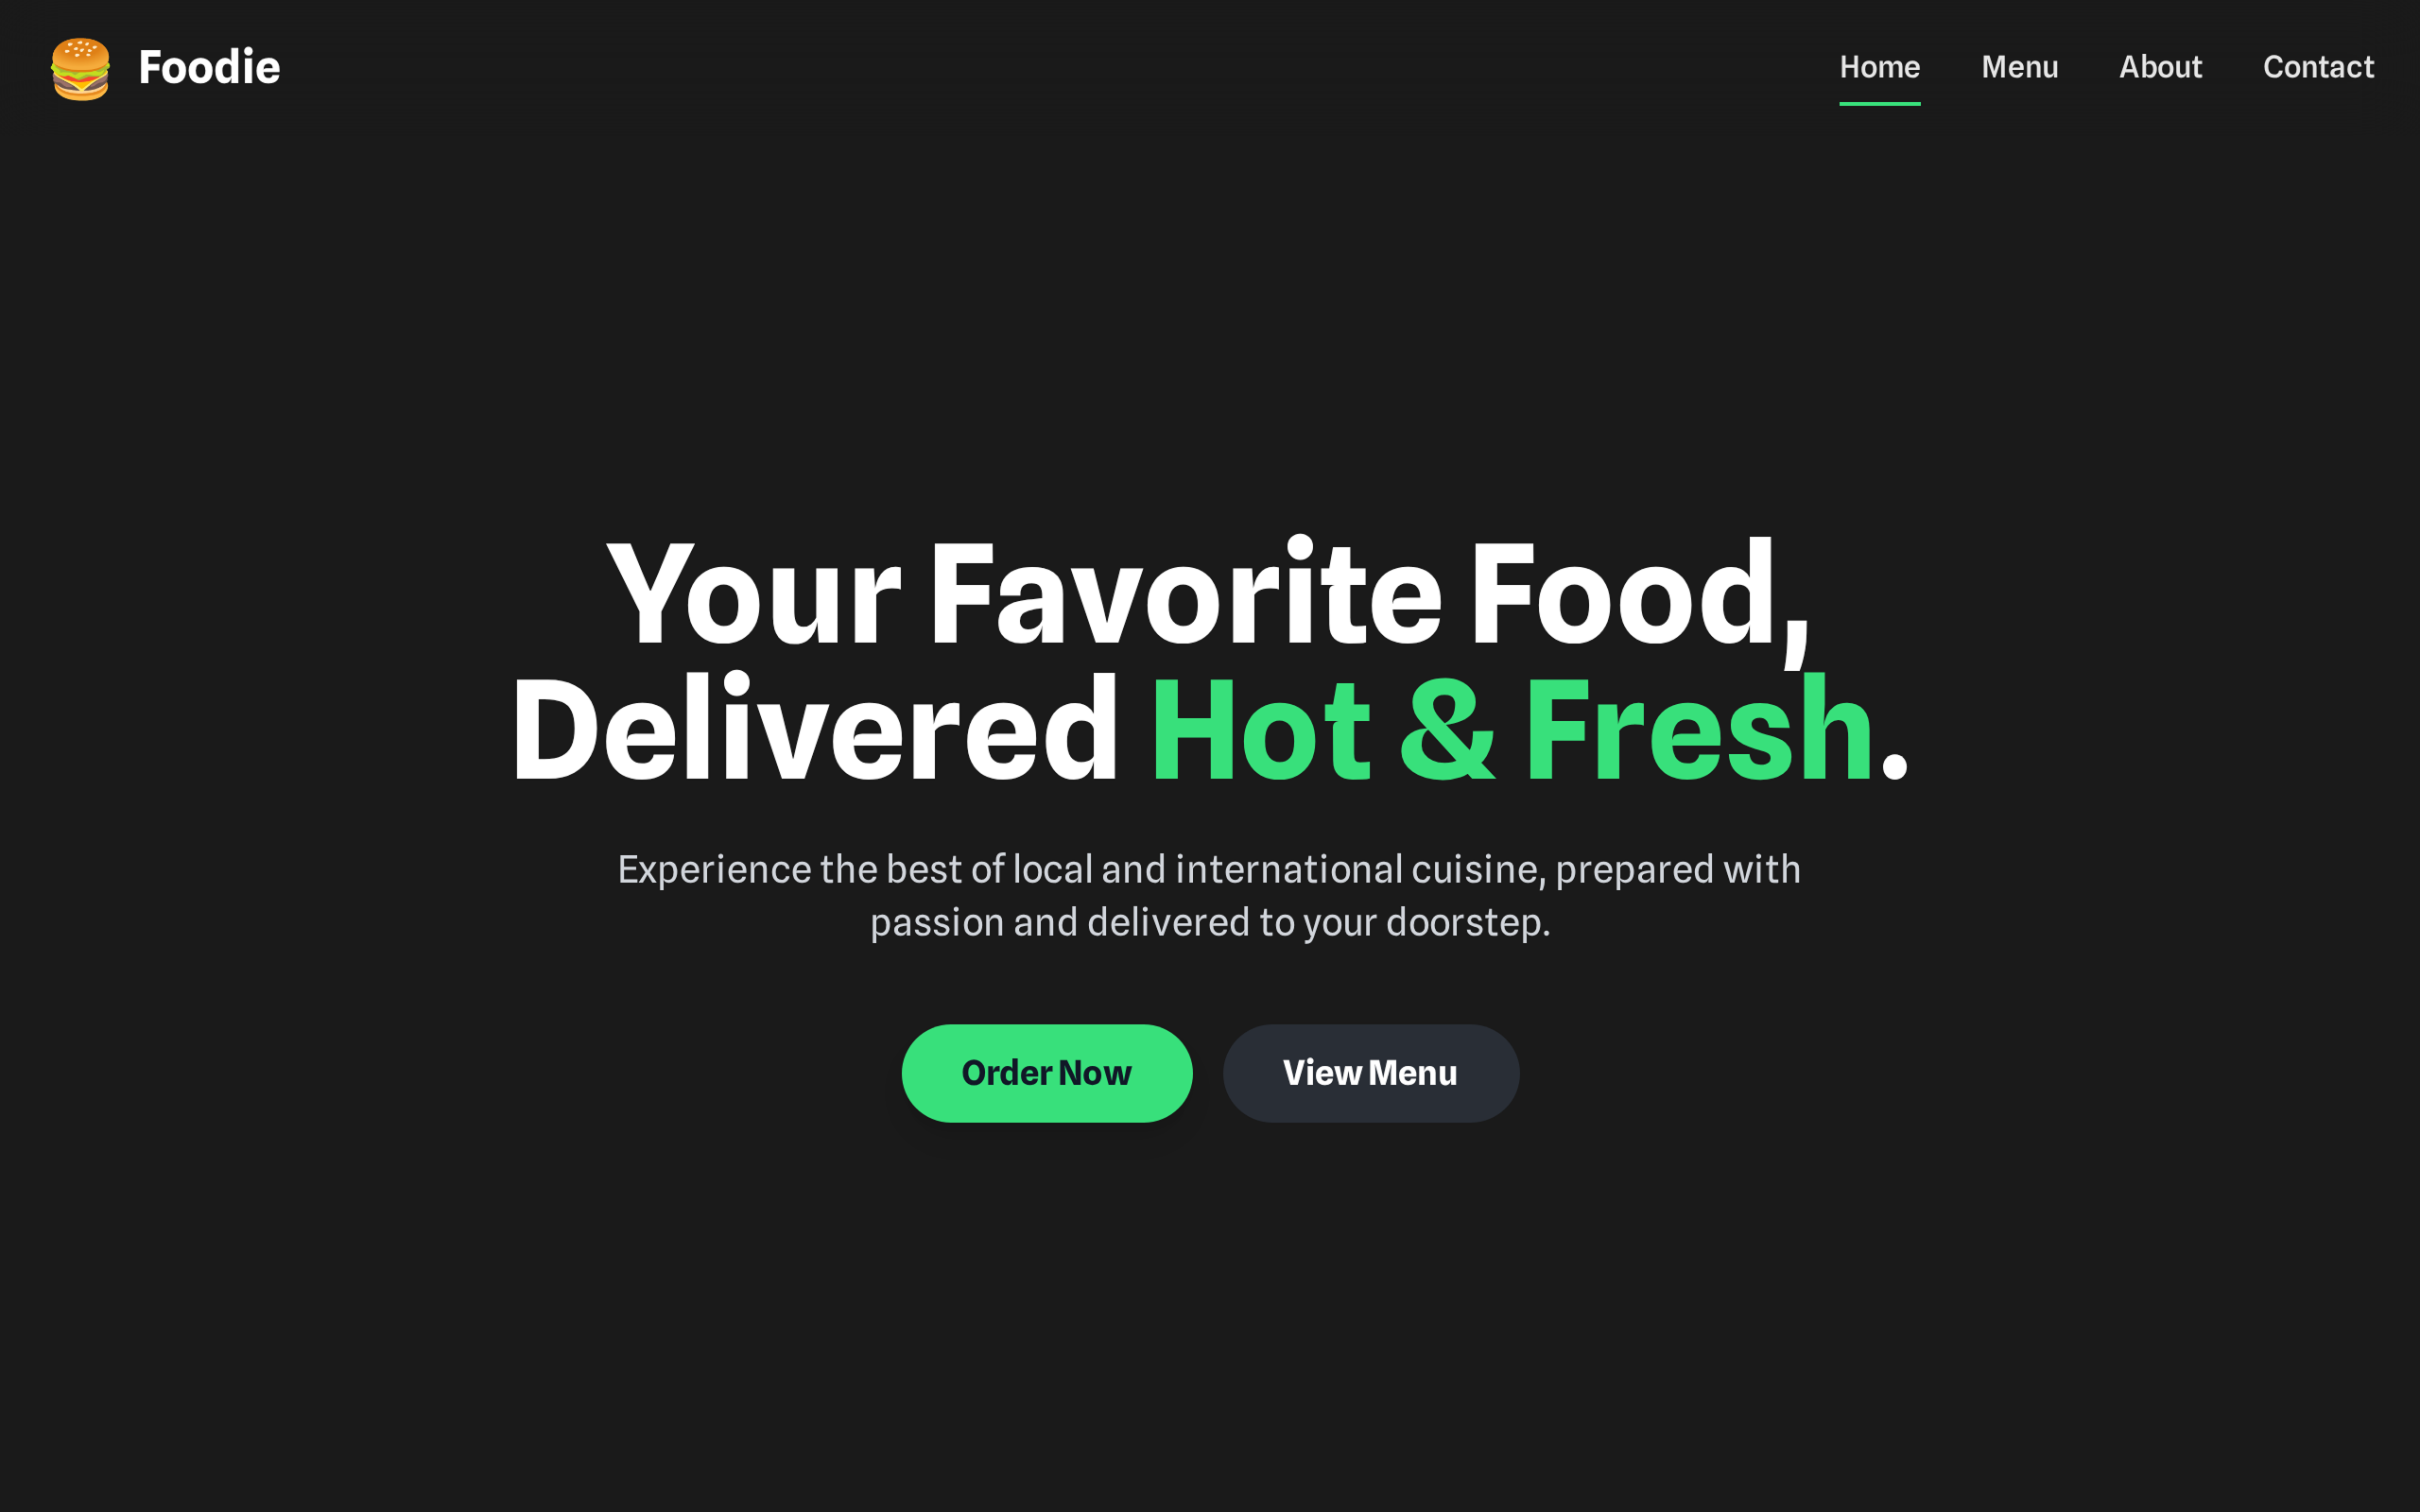 Foodie
Home Menu About Contact
Your Favorite Food,
Delivered Hot & Fresh.
Experience the best of local and international cuisine, prepared with
passion and delivered to your doorstep.
Order Now View Menu